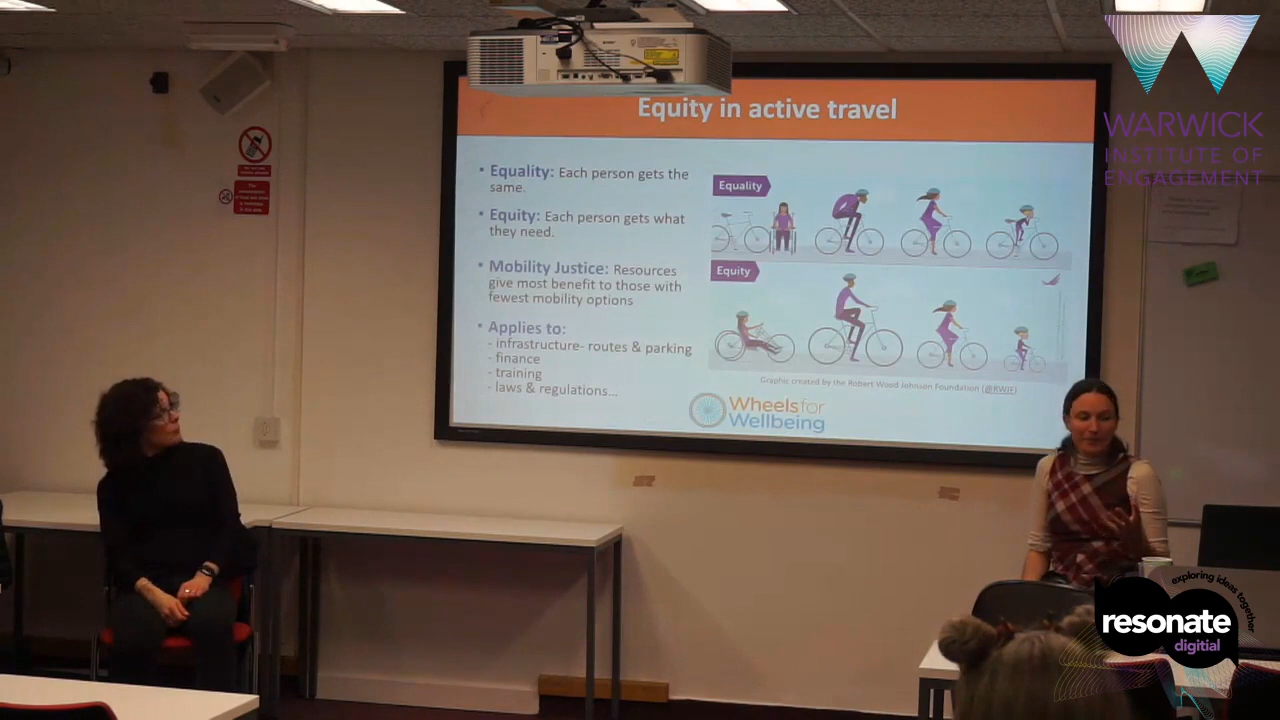 WARWICK
INSTITUTE OF
ENGAGEMENT
Equity in active travel
• Equality: Each person gets the
same.
• Equity: Each person gets what
they need.
• Mobility Justice: Resources
give most benefit to those with
fewest mobility options
• Applies to:
- infrastructure- routes & parking
- finance
- training
- laws & regulations...
Equality
Equity
Graphic created by the Robert Wood Johnson Foundation (@RWJF)
Wheels for
Wellbeing
exploring ideas together
resonate
digitial